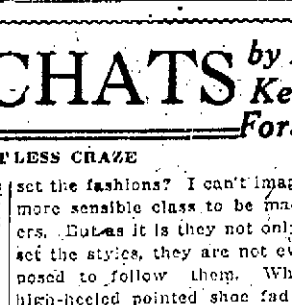 CHATS by
Ke
For
T'LESS CRAZE
set the fashions? I can't imag
more sensible class to be ma
ers. But as it is they not onl
set the styles, they are not ev
posed to follow them. Wh
high-heeled pointed shoe fad